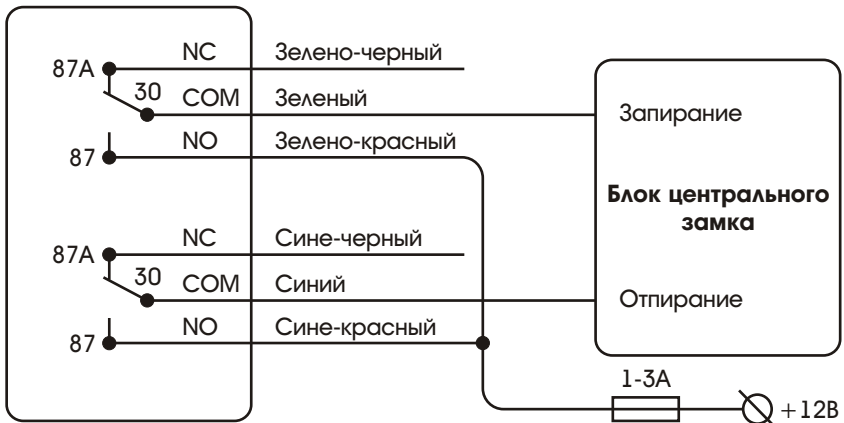 87A NC Зелено-черный
30 COM Зеленый
87 NO Зелено-красный
87A NC Сине-черный
30 COM Синий
87 NO Сине-красный
Запирание
Блок центрального
замка
Отпирание
1-3А
+12В